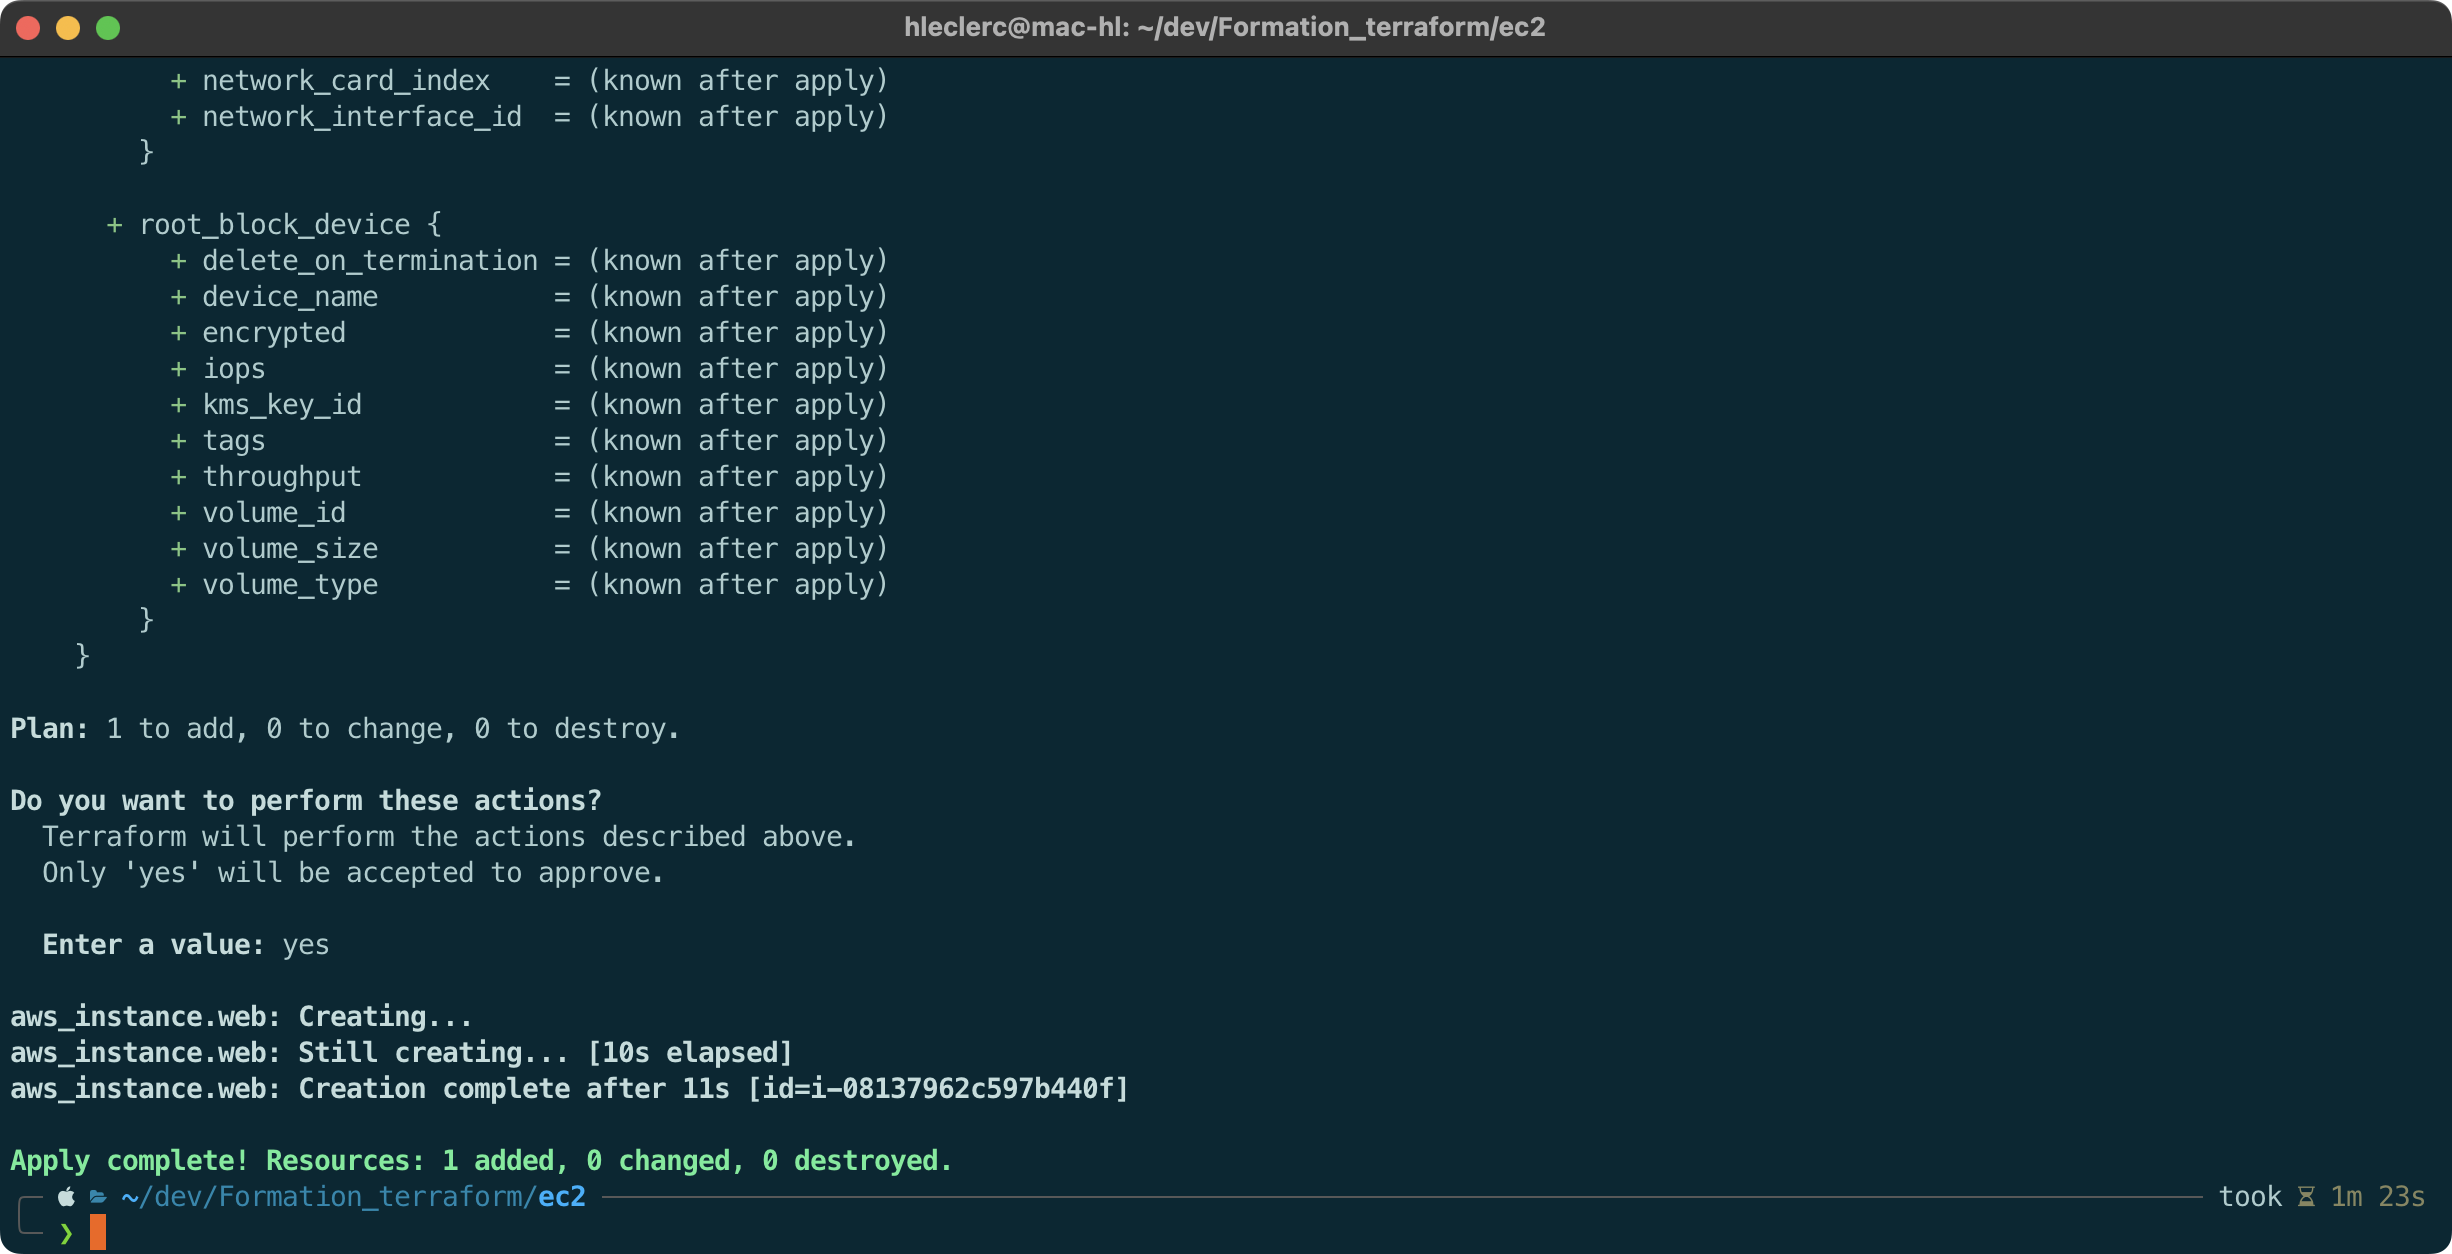 hleclerc@mac-hl: ~/dev/Formation_terraform/ec2
+ network_card_index    = (known after apply)
+ network_interface_id  = (known after apply)
}
+ root_block_device {
+ delete_on_termination = (known after apply)
+ device_name           = (known after apply)
+ encrypted             = (known after apply)
+ iops                  = (known after apply)
+ kms_key_id            = (known after apply)
+ tags                  = (known after apply)
+ throughput            = (known after apply)
+ volume_id             = (known after apply)
+ volume_size           = (known after apply)
+ volume_type           = (known after apply)
}
}
Plan: 1 to add, 0 to change, 0 to destroy.
Do you want to perform these actions?
Terraform will perform the actions described above.
Only 'yes' will be accepted to approve.
Enter a value: yes
aws_instance.web: Creating...
aws_instance.web: Still creating... [10s elapsed]
aws_instance.web: Creation complete after 11s [id=i-08137962c597b440f]
Apply complete! Resources: 1 added, 0 changed, 0 destroyed.
~/dev/Formation_terraform/ec2 took 1m 23s
❯